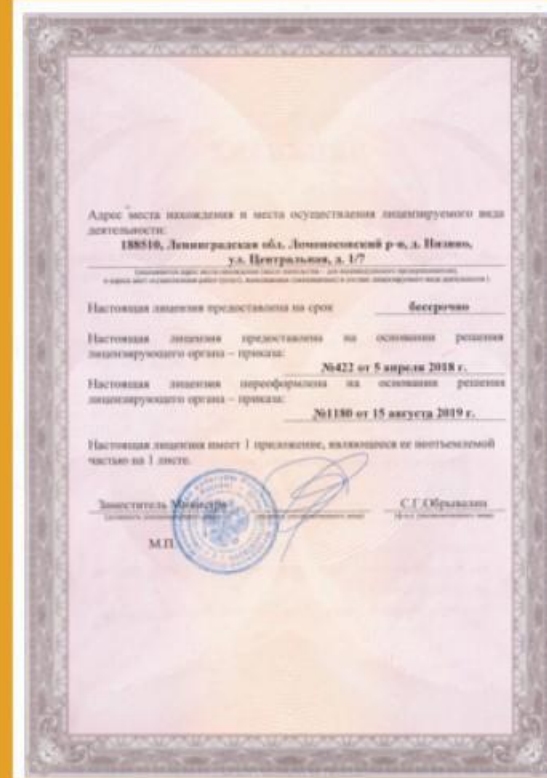 Адрес места нахождения и места осуществления лицензируемого вида
деятельности:
188510, Ленинградская обл. Ломоносовский р-н, д. Низино,
ул. Центральная, д. 1/7
Настоящая лицензия предоставлена на срок бессрочно
Настоящая лицензия предоставлена на основании решения
лицензирующего органа – приказа:
№422 от 5 апреля 2018 г.
Настоящая лицензия переоформлена на основании решения
лицензирующего органа – приказа:
№1180 от 15 августа 2019 г.
Настоящая лицензия имеет 1 приложение, являющееся ее неотъемлемой
частью на 1 листе.
Заместитель Министра С.Г.Обрывалин
М.П.